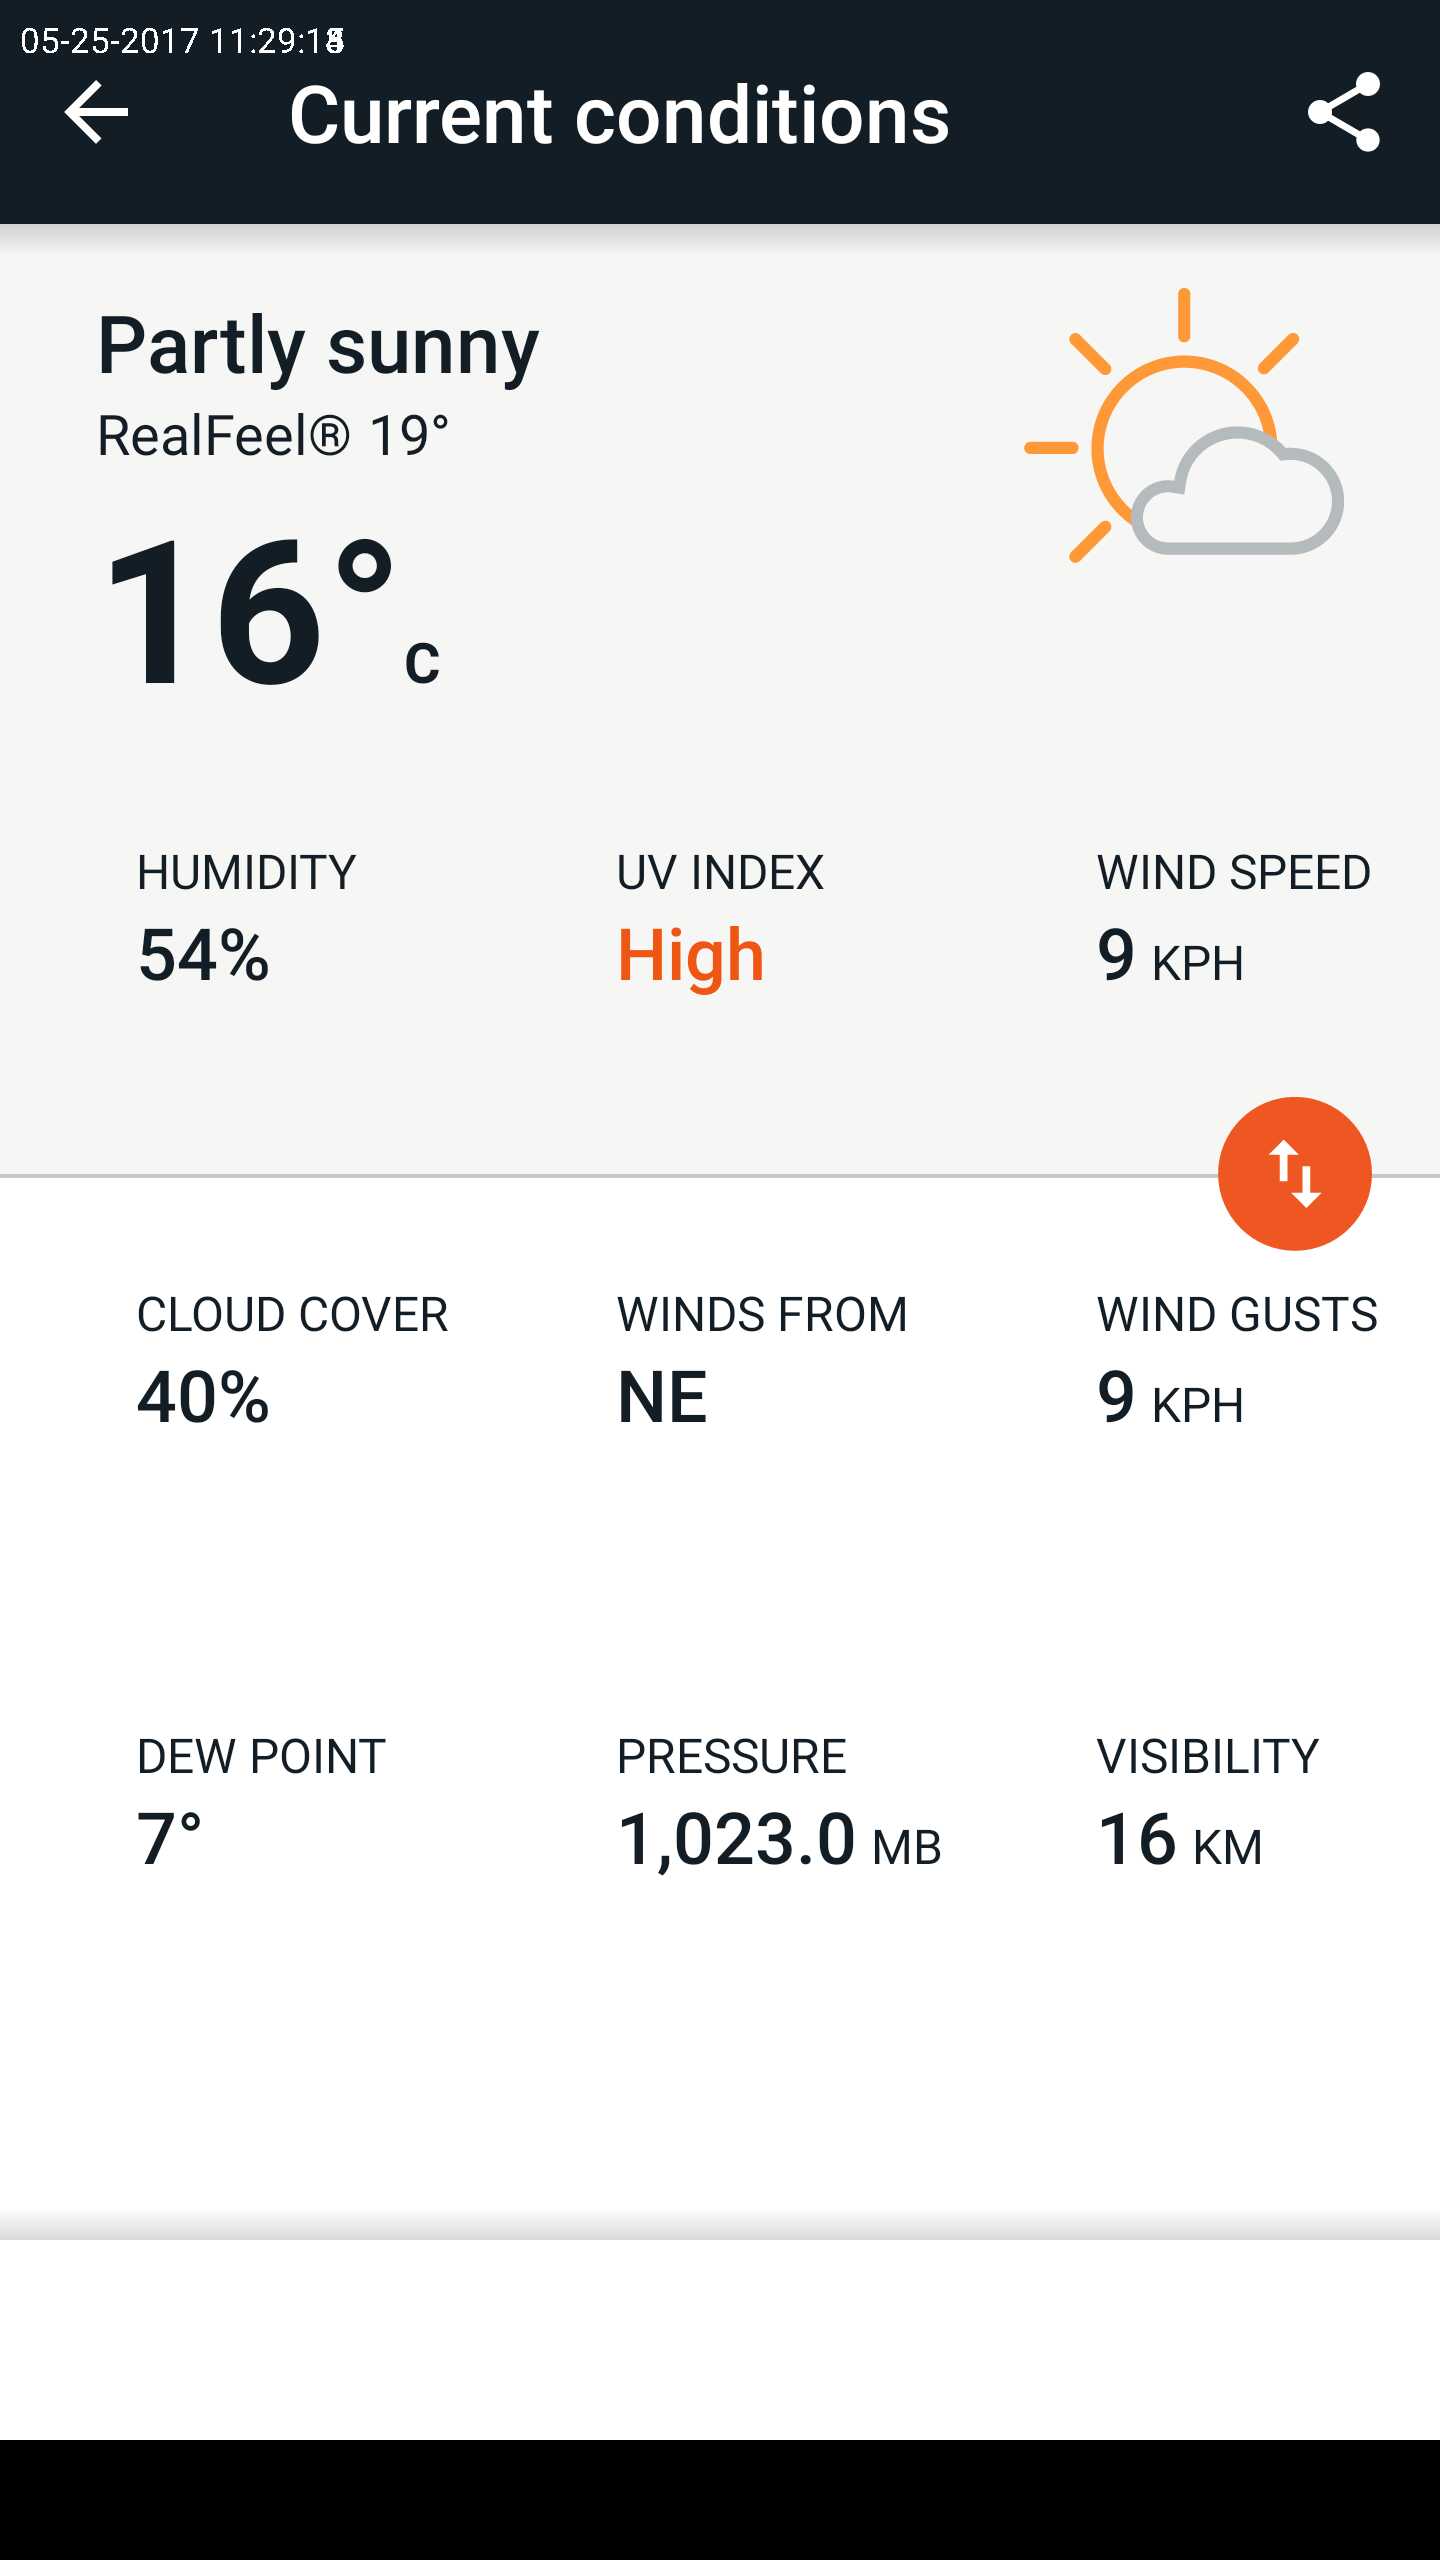 05-25-2017 11:29:
Current conditions
Partly sunny
RealFeel® 19°
16° C
HUMIDITY UV INDEX WIND SPEED
54% High 9 KPH
CLOUD COVER WINDS FROM WIND GUSTS
40% NE 9 KPH
DEW POINT PRESSURE VISIBILITY
7° 1,023.0 MB 16 KM